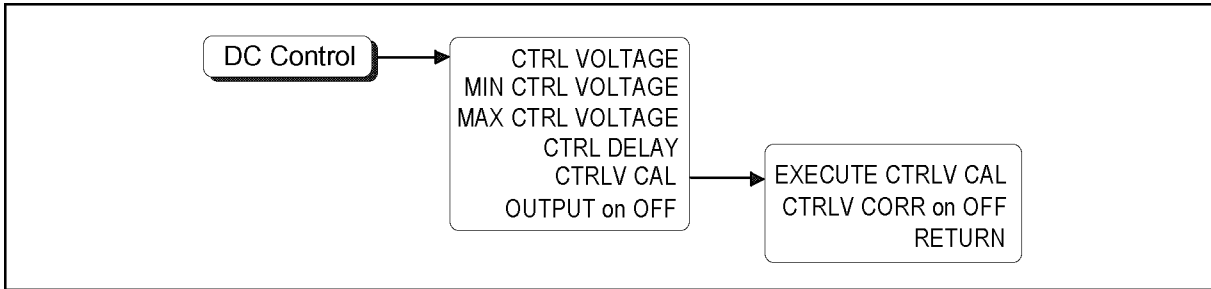 DC Control
CTRL VOLTAGE
MIN CTRL VOLTAGE
MAX CTRL VOLTAGE
CTRL DELAY
CTRLV CAL
OUTPUT on OFF
EXECUTE CTRLV CAL
CTRLV CORR on OFF
RETURN